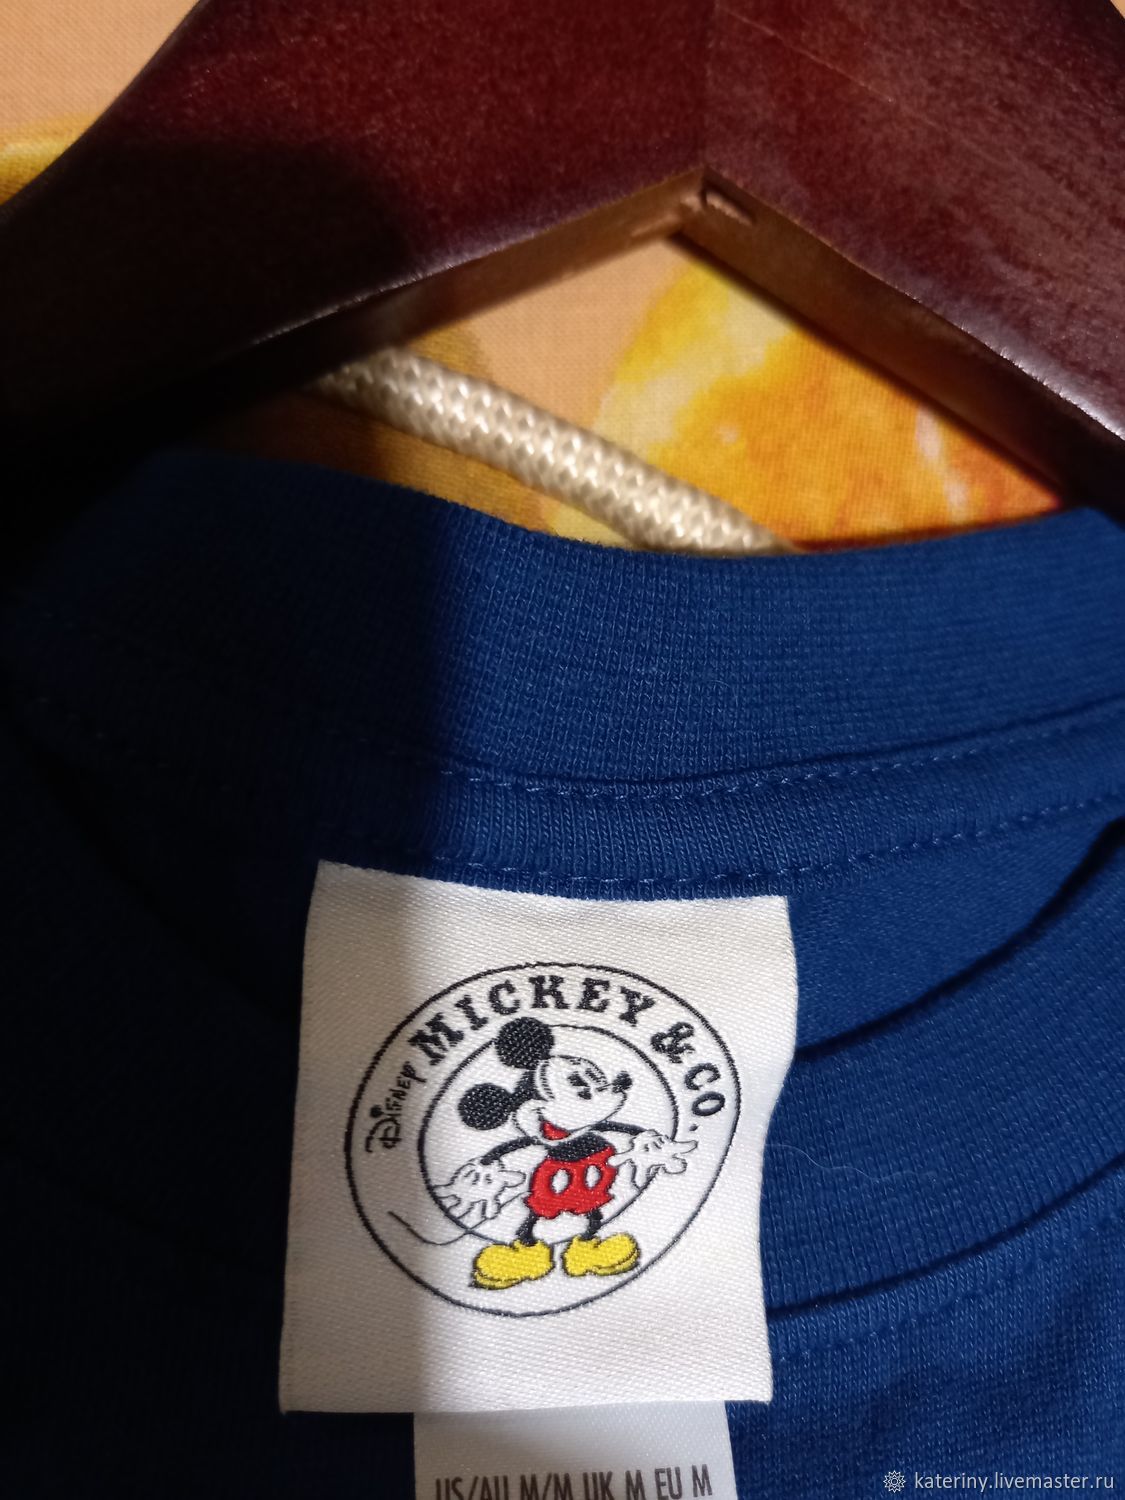 MICKEY & CO.
Disney
US/AU M/M UK M EU M
kateriny.livemaster.ru